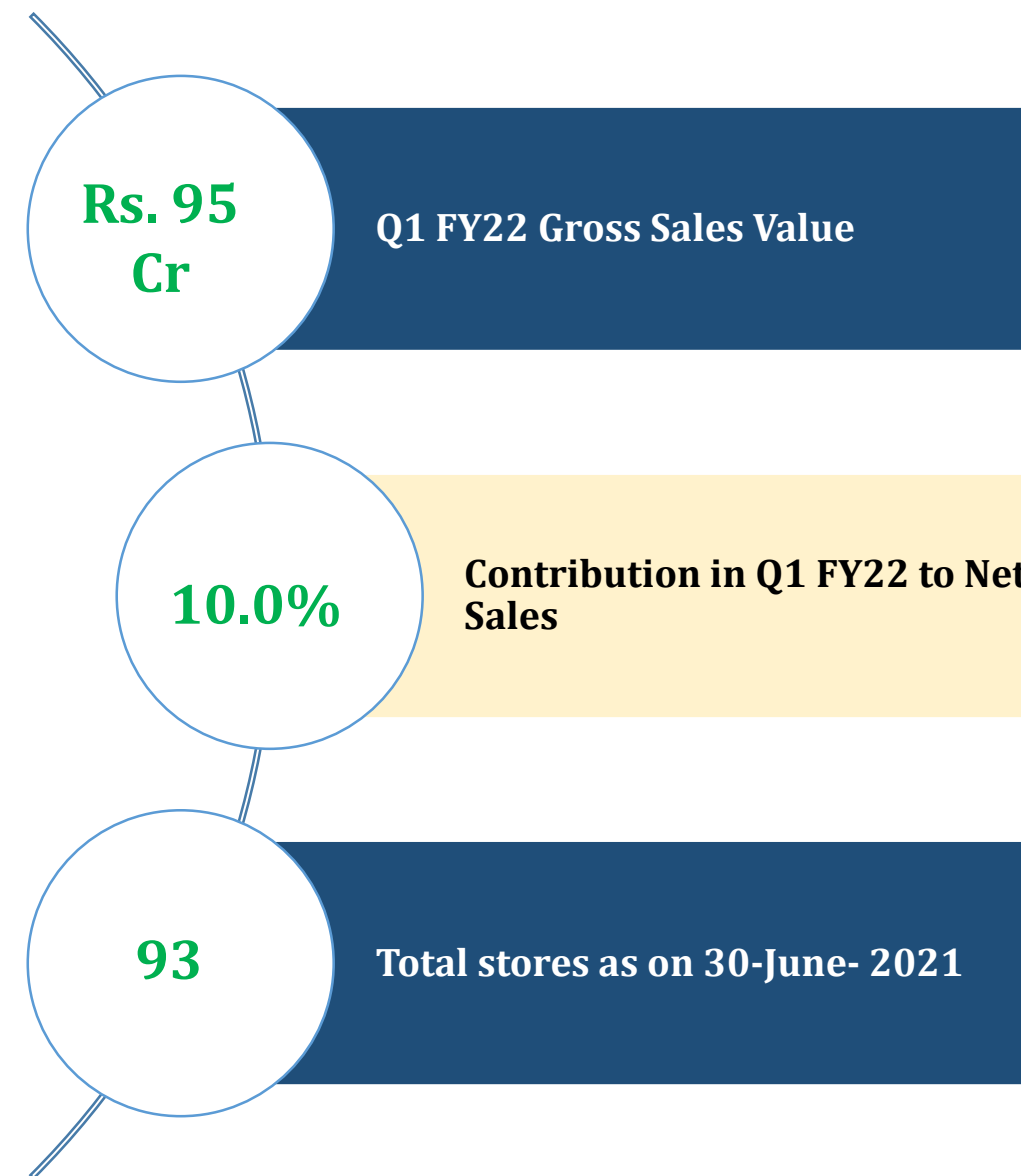 Rs. 95
Cr
Q1 FY22 Gross Sales Value
10.0%
Contribution in Q1 FY22 to Net
Sales
93
Total stores as on 30-June- 2021